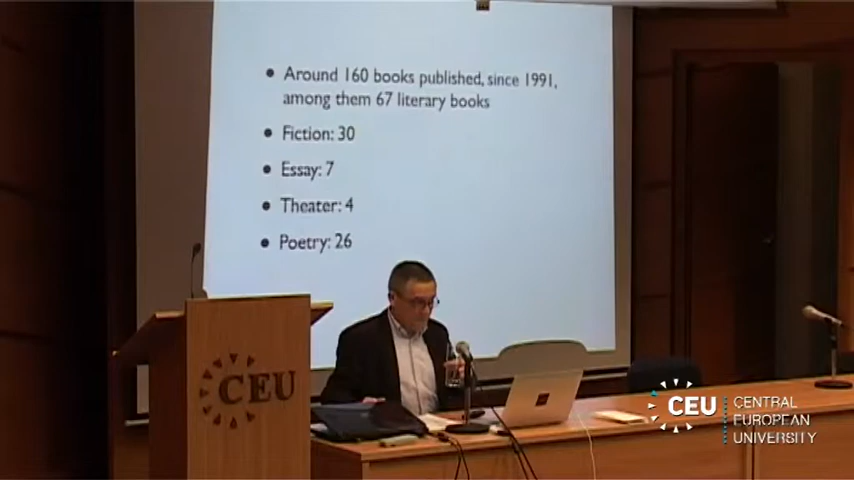 • Around 160 books published, since 1991,
among them 67 literary books
• Fiction: 30
• Essay: 7
• Theater: 4
• Poetry: 26
CEU
CEU
CENTRAL
EUROPEAN
UNIVERSITY